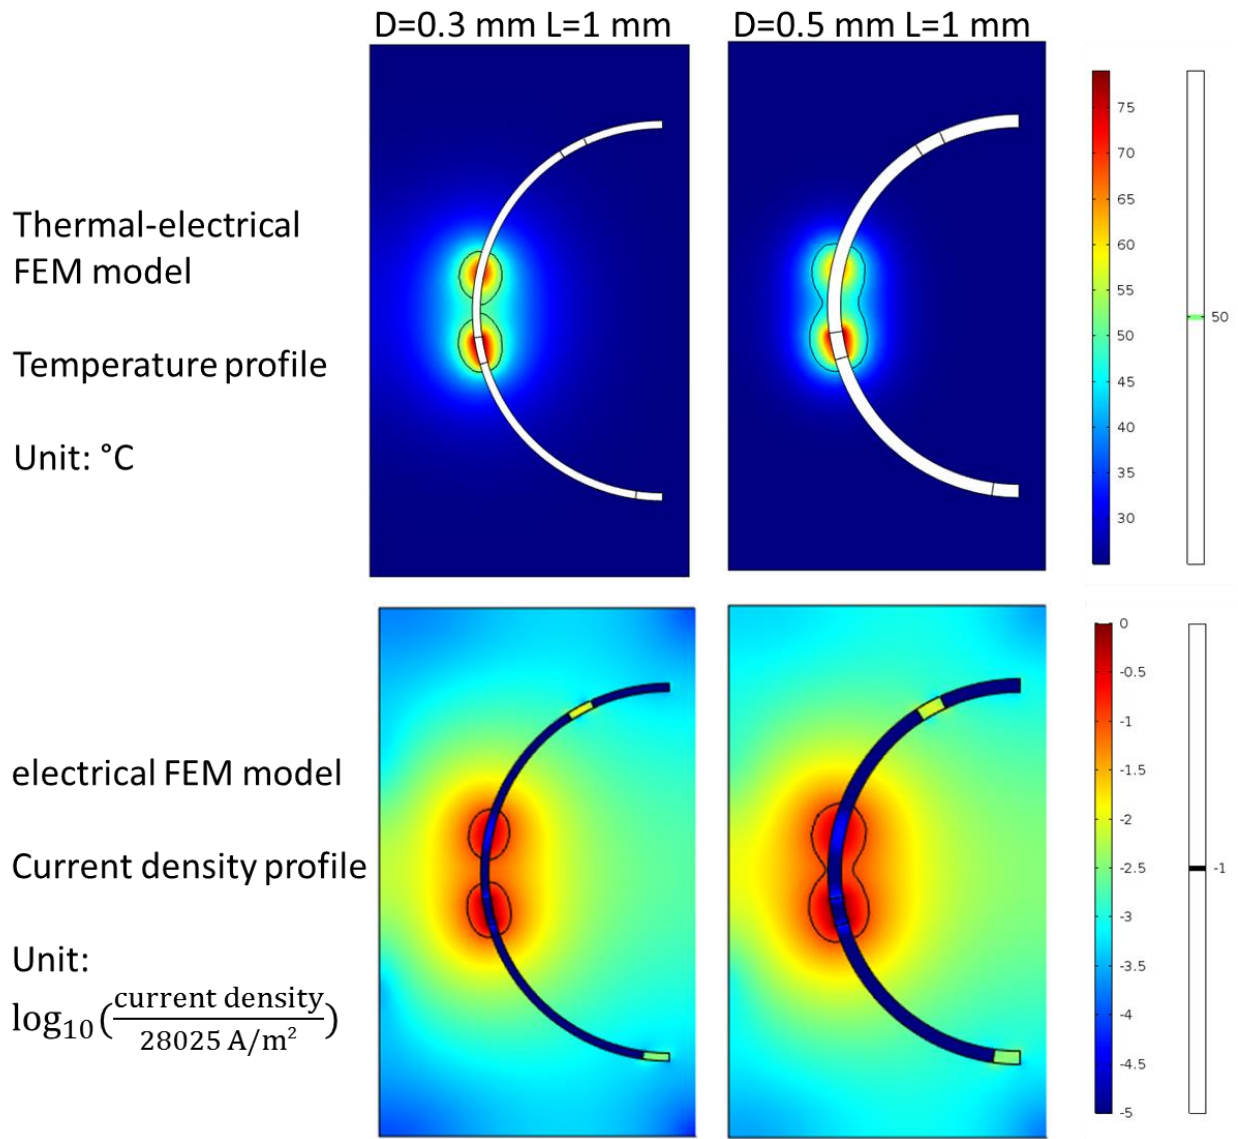 D=0.3 mm L=1 mm
D=0.5 mm L=1 mm
Thermal-electrical
FEM model
Temperature profile
Unit: °C
75
70
65
60
55
50
45
40
35
30
50
electrical FEM model
Current density profile
Unit:
log₁₀(current density / 28025 A/m²)
0
-0.5
-1
-1.5
-2
-2.5
-3
-3.5
-4
-4.5
-5
-1